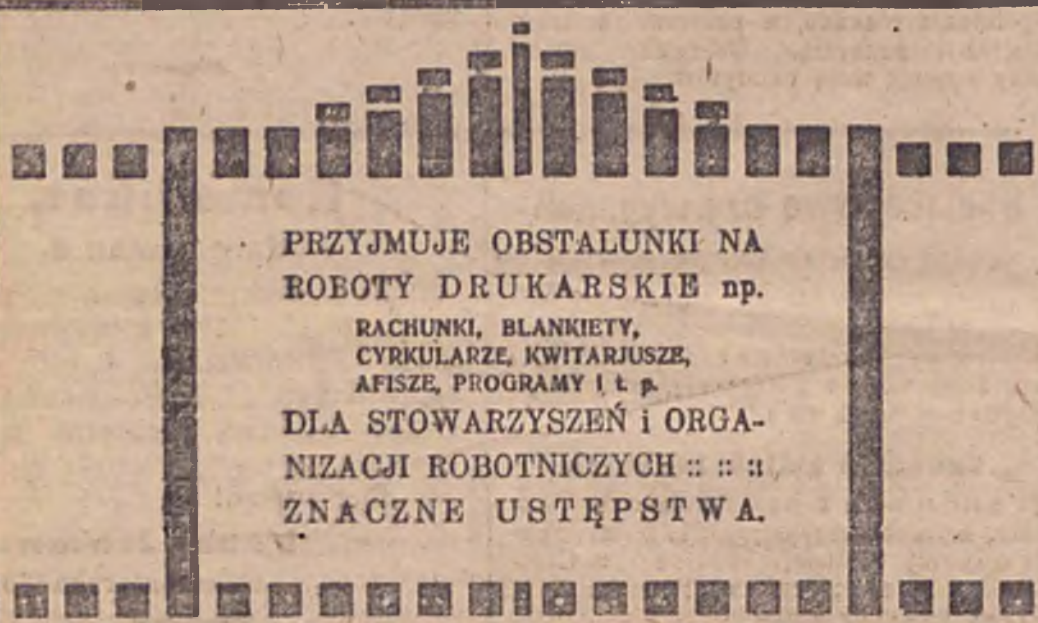 PRZYJMUJE OBSTALUNKI NA
ROBOTY DRUKARSKIE np.
RACHUNKI, BLANKIETY,
CYRKULARZE, KWITARJUSZE,
AFISZE, PROGRAMY i t. p.
DLA STOWARZYSZEŃ i ORGA-
NIZACJI ROBOTNICZYCH :: :: ::
ZNACZNE USTĘPSTWA.